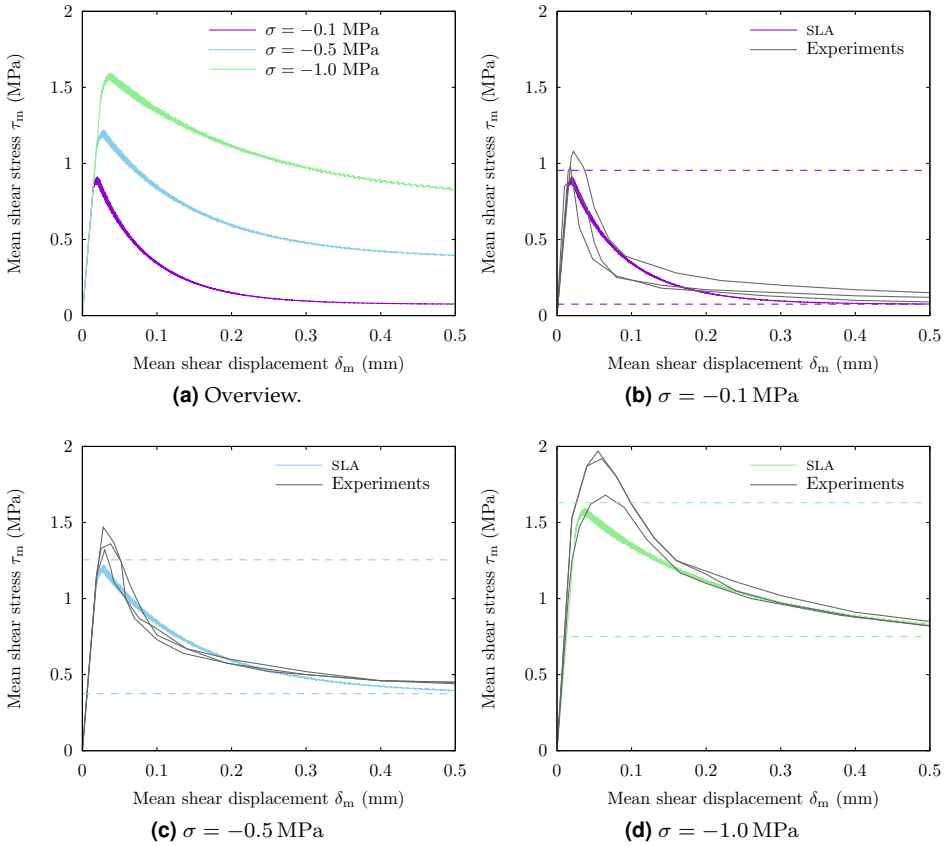 2
1.5
1
0.5
0
0 0.1 0.2 0.3 0.4 0.5
Mean shear stress τm (MPa)
Mean shear displacement δm (mm)
σ = −0.1 MPa
σ = −0.5 MPa
σ = −1.0 MPa
(a) Overview.
2
1.5
1
0.5
0
0 0.1 0.2 0.3 0.4 0.5
Mean shear stress τm (MPa)
Mean shear displacement δm (mm)
SLA
Experiments
(b) σ = −0.1 MPa
2
1.5
1
0.5
0
0 0.1 0.2 0.3 0.4 0.5
Mean shear stress τm (MPa)
Mean shear displacement δm (mm)
SLA
Experiments
(c) σ = −0.5 MPa
2
1.5
1
0.5
0
0 0.1 0.2 0.3 0.4 0.5
Mean shear stress τm (MPa)
Mean shear displacement δm (mm)
SLA
Experiments
(d) σ = −1.0 MPa